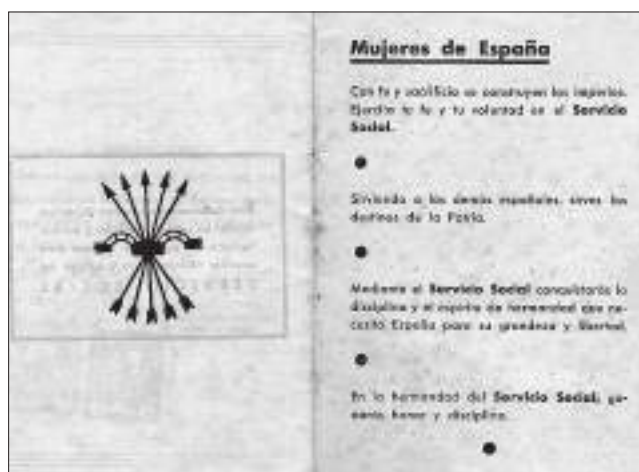 Mujeres de España
Con fe y sacrificio se construyen los imperios.
Ejercita tu fe y tu voluntad en el Servicio
Social.
Sirviendo a los demás españoles, sirves los
destinos de la Patria.
Mediante el Servicio Social conquistarás la
disciplina y el espíritu de hermandad que ne-
cesita España para su grandeza y libertad.
En la hermandad del Servicio Social,
honor y disciplina.